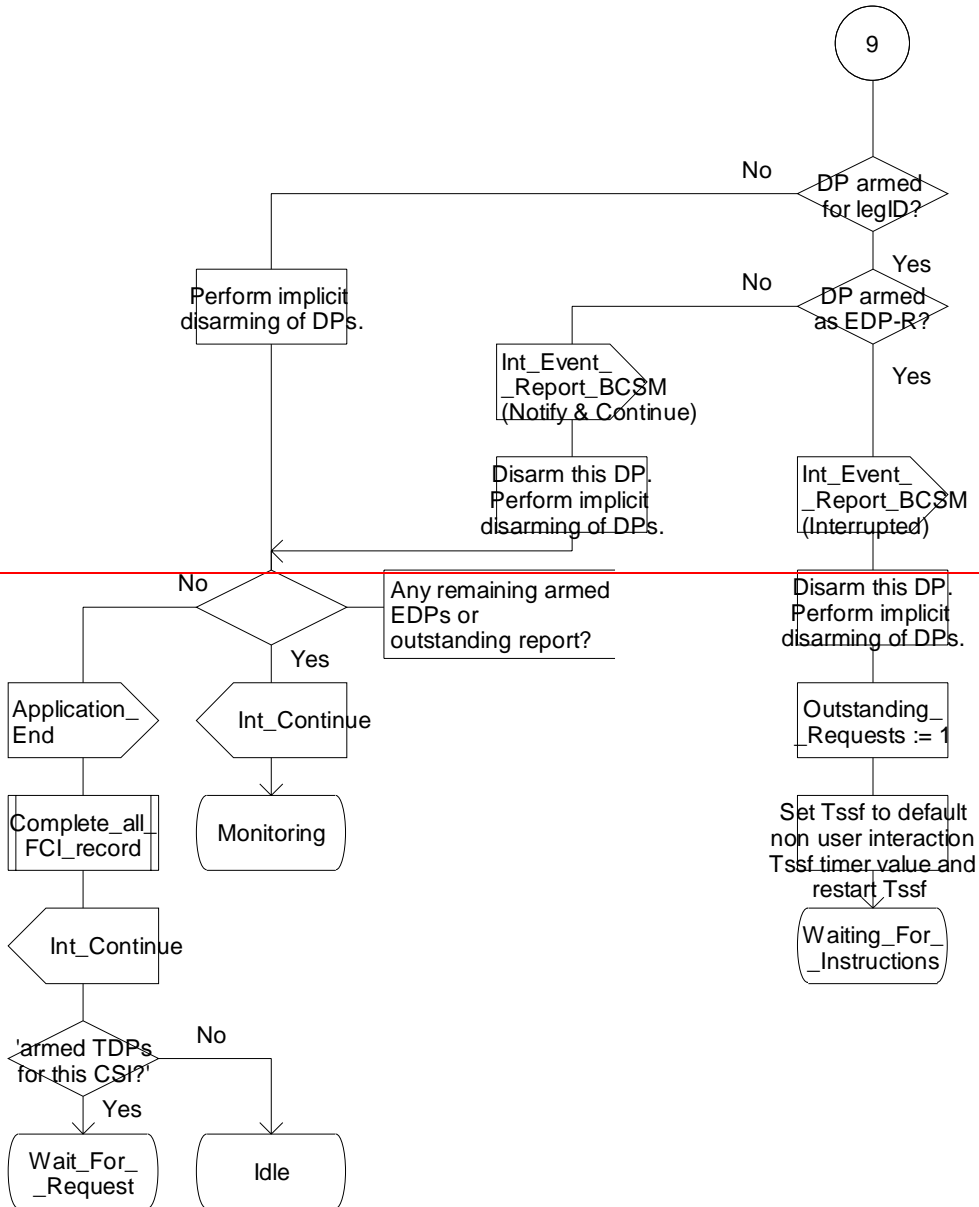 9
No
DP armed
for legID?
Yes
No
DP armed
as EDP-R?
Yes
Perform implicit
disarming of DPs.
Int_Event_
_Report_BCSM
(Notify & Continue)
Disarm this DP.
Perform implicit
disarming of DPs.
Int_Event_
_Report_BCSM
(Interrupted)
No
Any remaining armed
EDPs or
outstanding report?
Yes
Disarm this DP.
Perform implicit
disarming of DPs.
Application_
End
Int_Continue
Outstanding_
_Requests := 1
Complete_all_
FCI_record
Monitoring
Set Tssf to default
non user interaction
Tssf timer value and
restart Tssf
Int_Continue
Waiting_For_
_Instructions
'armed TDPs
for this CSI?'
No
Yes
Wait_For_
_Request
Idle